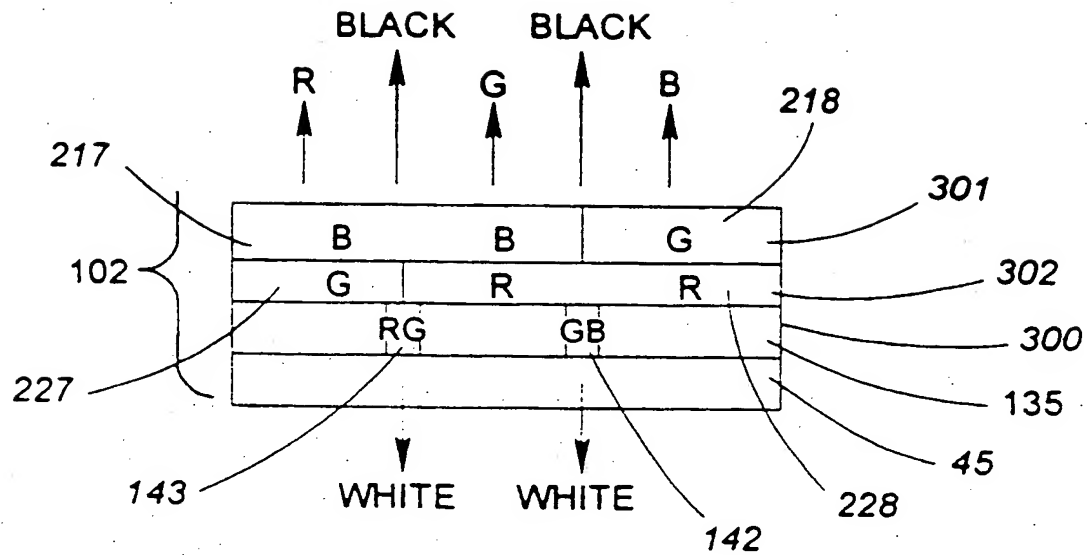 BLACK BLACK
R G B 218
217 301
B B G
102 G R R 302
RG GB 300
227 135
45
143 WHITE WHITE 142 228